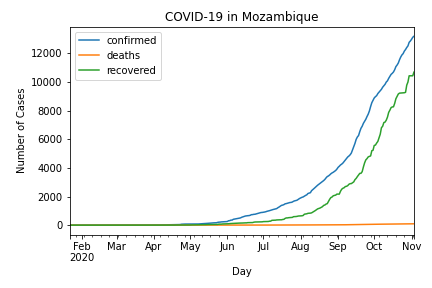 COVID-19 in Mozambique
confirmed
deaths
recovered
Number of Cases
12000
10000
8000
6000
4000
2000
0
Feb Mar Apr May Jun Jul Aug Sep Oct Nov
2020
Day